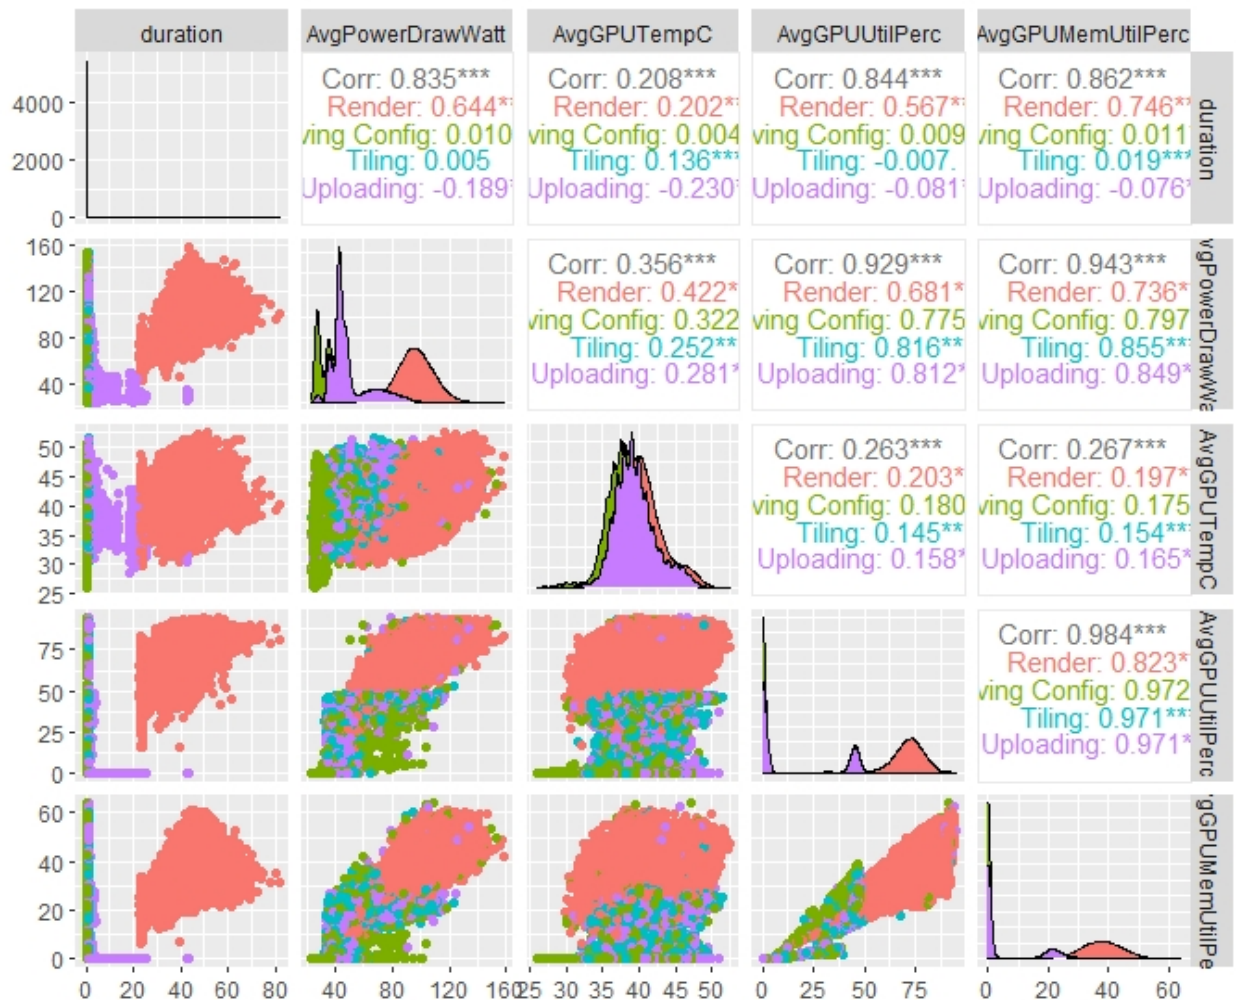 duration AvgPowerDrawWatt AvgGPUTempC AvgGPUUtilPerc AvgGPUMemUtilPerc
Corr: 0.835*** Corr: 0.208*** Corr: 0.844*** Corr: 0.862***
Render: 0.644** Render: 0.202** Render: 0.567** Render: 0.746**
ving Config: 0.010 ving Config: 0.004 ving Config: 0.009 ving Config: 0.011
Tiling: 0.005 Tiling: 0.136*** Tiling: -0.007. Tiling: 0.019***
Uploading: -0.189* Uploading: -0.230* Uploading: -0.081* Uploading: -0.076*
duration
4000
2000
0
Corr: 0.356*** Corr: 0.929*** Corr: 0.943***
Render: 0.422* Render: 0.681* Render: 0.736**
ving Config: 0.322 ving Config: 0.775 ving Config: 0.797
Tiling: 0.252** Tiling: 0.816** Tiling: 0.855**
Uploading: 0.281* Uploading: 0.812* Uploading: 0.849*
vgPowerDrawWa
160
120
80
40
Corr: 0.263*** Corr: 0.267***
Render: 0.203* Render: 0.197*
ving Config: 0.180 ving Config: 0.175
Tiling: 0.145** Tiling: 0.154**
Uploading: 0.158* Uploading: 0.165*
AvgGPUTempC
50
45
40
35
30
25
Corr: 0.984***
Render: 0.823*
ving Config: 0.972
Tiling: 0.971**
Uploading: 0.971*
AvgGPUUtilPerc
75
50
25
0
gGPUMemUtilPe
60
40
20
0
0 20 40 60 80 40 80 120 160 25 30 35 40 45 50 0 25 50 75 0 20 40 60